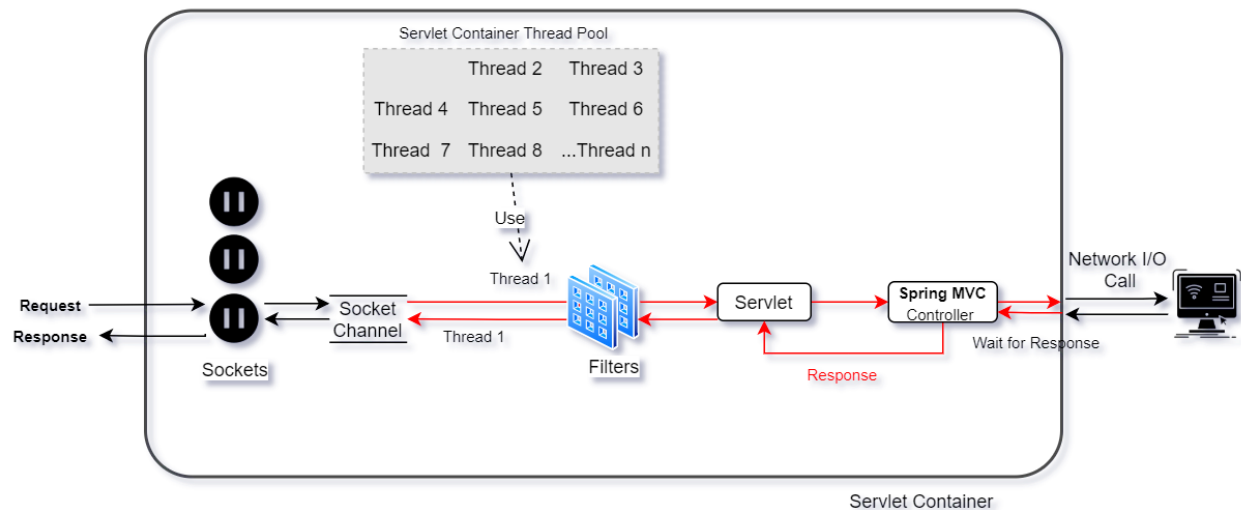 Servlet Container Thread Pool
Thread 2 Thread 3
Thread 4 Thread 5 Thread 6
Thread 7 Thread 8 ...Thread n
Use
Thread 1
Network I/O
Call
Request
Response
Socket
Channel
Thread 1
Servlet
Spring MVC
Controller
Wait for Response
Sockets
Filters
Response
Servlet Container